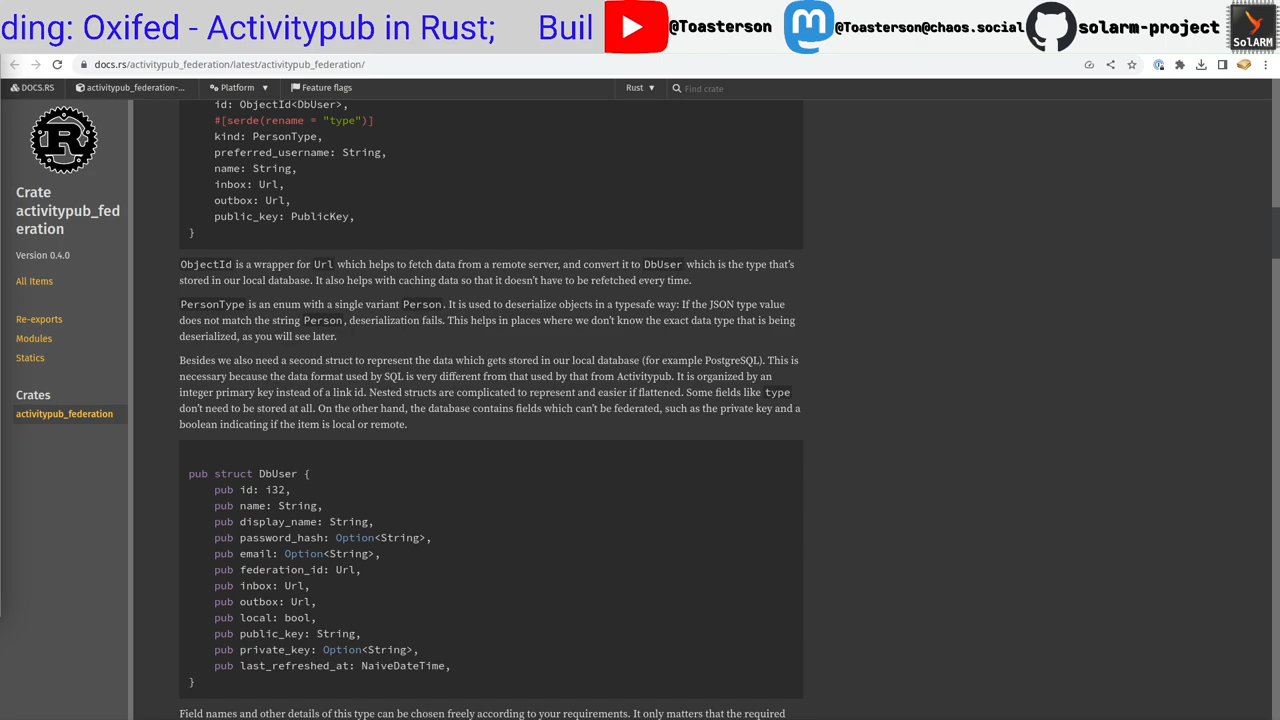 ding: Oxifed - Activitypub in Rust;     Buil
@Toasterson
@Toasterson@chaos.social
solarm-project
SolARM
docs.rs/activitypub_federation/latest/activitypub_federation/
DOCS.RS
activitypub_federation-...
Platform
Feature flags
Rust
Find crate
R
Crate
activitypub_fed
eration
Version 0.4.0
All Items
Re-exports
Modules
Statics
Crates
activitypub_federation
id: ObjectId<DbUser>,
#[serde(rename = "type")]
kind: PersonType,
preferred_username: String,
name: String,
inbox: Url,
outbox: Url,
public_key: PublicKey,
}
ObjectId is a wrapper for Url which helps to fetch data from a remote server, and convert it to DbUser which is the type that's
stored in our local database. It also helps with caching data so that it doesn't have to be refetched every time.
PersonType is an enum with a single variant Person. It is used to deserialize objects in a typesafe way: If the JSON type value
does not match the string Person, deserialization fails. This helps in places where we don't know the exact data type that is being
deserialized, as you will see later.
Besides we also need a second struct to represent the data which gets stored in our local database (for example PostgreSQL). This is
necessary because the data format used by SQL is very different from that used by that from Activitypub. It is organized by an
integer primary key instead of a link id. Nested structs are complicated to represent and easier if flattened. Some fields like type
don't need to be stored at all. On the other hand, the database contains fields which can't be federated, such as the private key and a
boolean indicating if the item is local or remote.
pub struct DbUser {
pub id: i32,
pub name: String,
pub display_name: String,
pub password_hash: Option<String>,
pub email: Option<String>,
pub federation_id: Url,
pub inbox: Url,
pub outbox: Url,
pub local: bool,
pub public_key: String,
pub private_key: Option<String>,
pub last_refreshed_at: NaiveDateTime,
}
Field names and other details of this type can be chosen freely according to your requirements. It only matters that the required